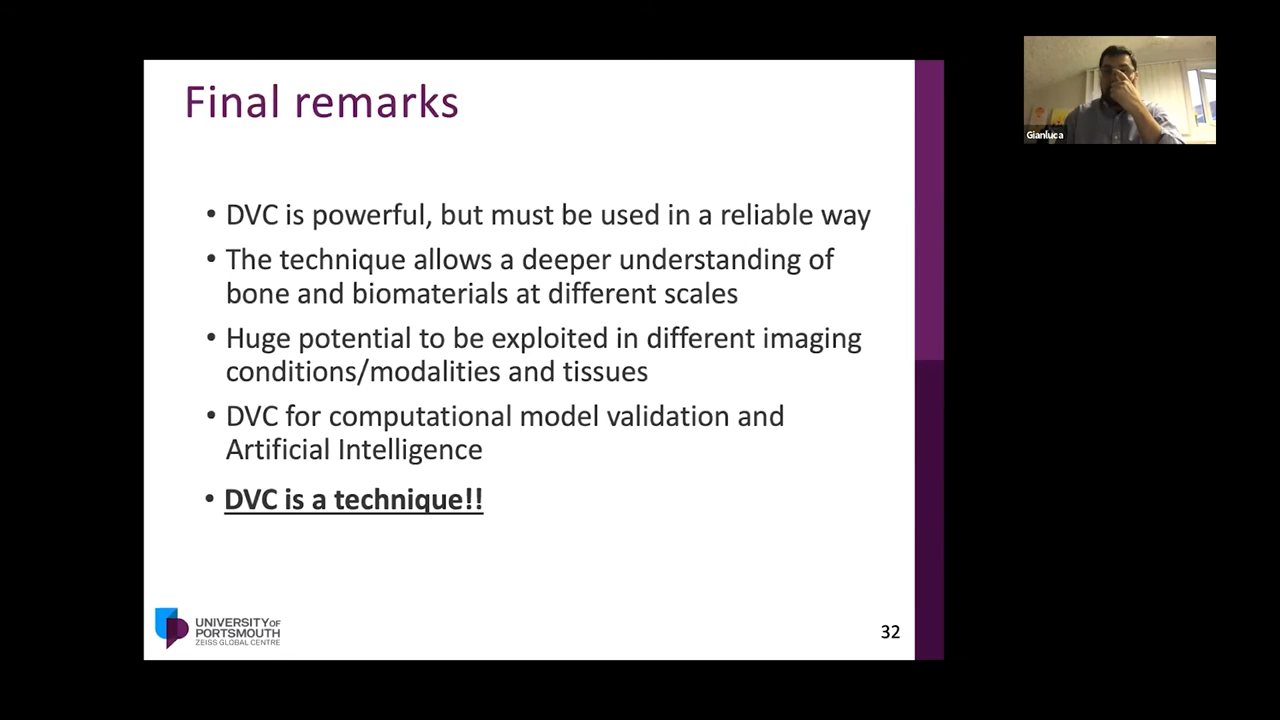 Final remarks
• DVC is powerful, but must be used in a reliable way
• The technique allows a deeper understanding of
bone and biomaterials at different scales
• Huge potential to be exploited in different imaging
conditions/modalities and tissues
• DVC for computational model validation and
Artificial Intelligence
• DVC is a technique!!
UNIVERSITY OF
PORTSMOUTH
ZEISS GLOBAL CENTRE
32
Gianluca